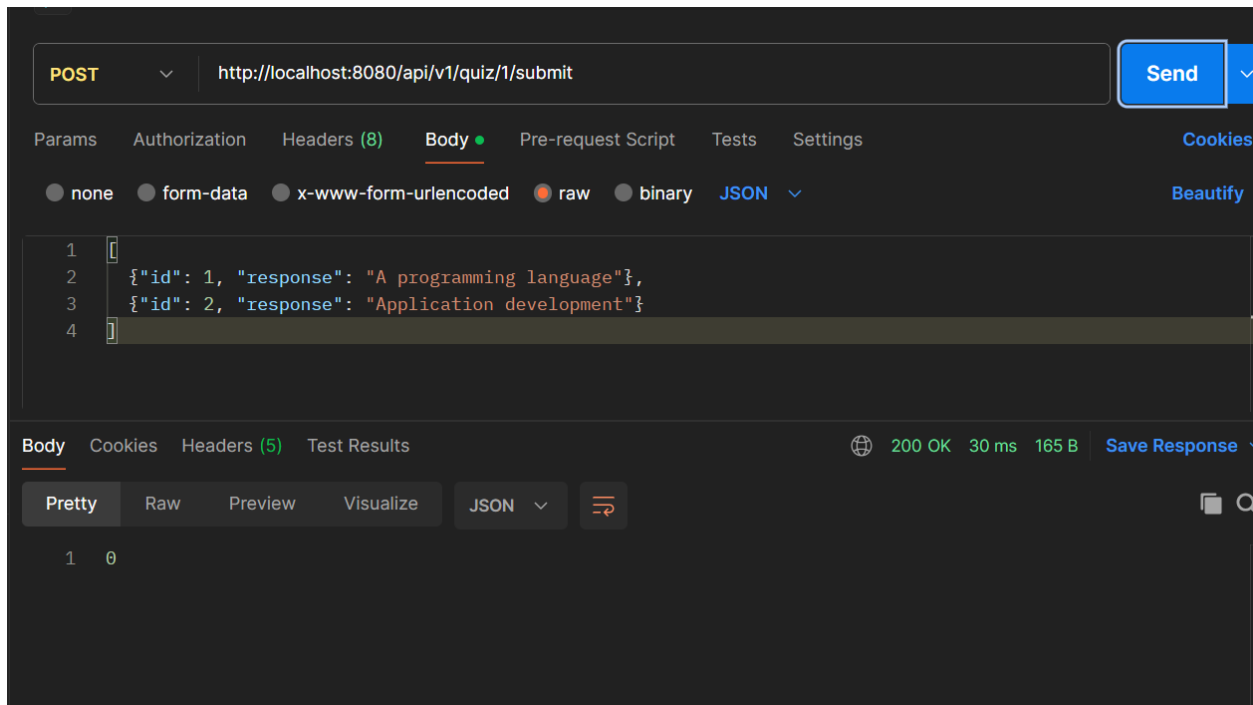 POST http://localhost:8080/api/v1/quiz/1/submit Send
Params Authorization Headers (8) Body Pre-request Script Tests Settings Cookies
none form-data x-www-form-urlencoded raw binary JSON Beautify
1 [
2 {"id": 1, "response": "A programming language"},
3 {"id": 2, "response": "Application development"}
4 ]
Body Cookies Headers (5) Test Results 200 OK 30 ms 165 B Save Response
Pretty Raw Preview Visualize JSON
1 0